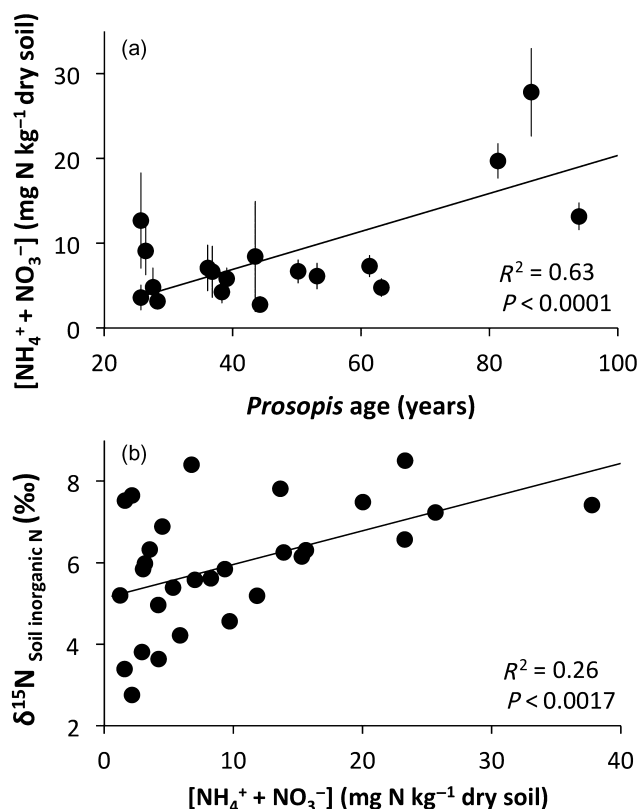 (a)
[NH₄⁺ + NO₃⁻] (mg N kg⁻¹ dry soil)
30
20
10
0
R² = 0.63
P < 0.0001
20 40 60 80 100
Prosopis age (years)
(b)
δ¹⁵N Soil inorganic N (‰)
8
6
4
2
R² = 0.26
P < 0.0017
0 10 20 30 40
[NH₄⁺ + NO₃⁻] (mg N kg⁻¹ dry soil)